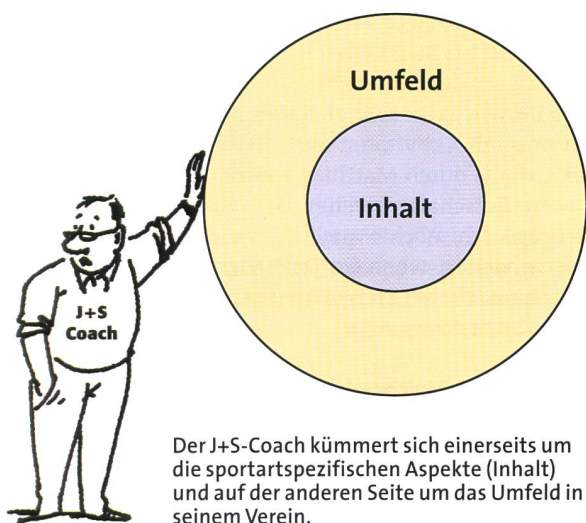 Umfeld
Inhalt
J+S
Coach
Der J+S-Coach kümmert sich einerseits um
die sportartspezifischen Aspekte (Inhalt)
und auf der anderen Seite um das Umfeld in
seinem Verein.